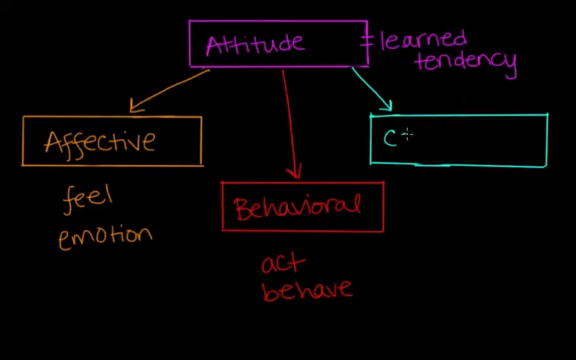 Attitude
= learned
tendency
Affective
feel
emotion
Behavioral
act
behave
C